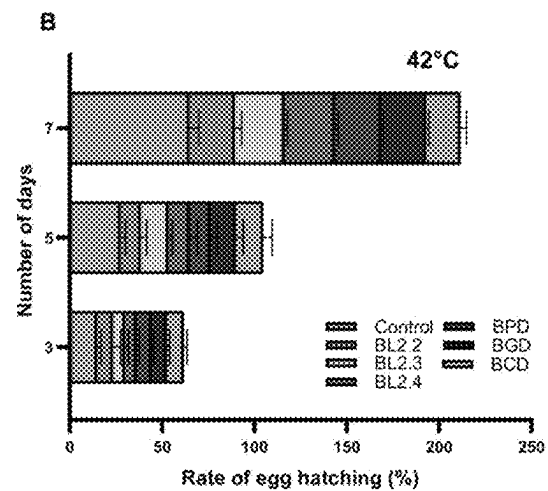 B
42°C
Number of days
7
5
3
Control
BL2.2
BL2.3
BL2.4
BPD
BGD
BCD
0 50 100 150 200 250
Rate of egg hatching (%)